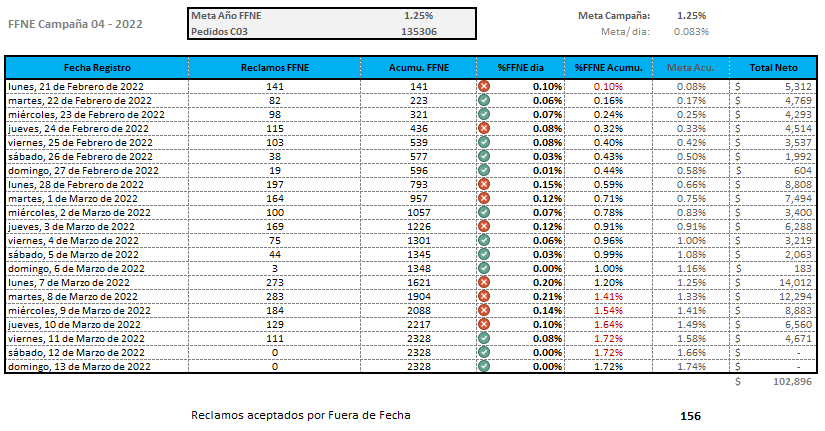 FFNE Campaña 04 - 2022
Meta Año FFNE 1.25%
Pedidos C03 135306
Meta Campaña: 1.25%
Meta/ dia: 0.083%
Fecha Registro Reclamos FFNE Acumu. FFNE %FFNE dia %FFNE Acumu. Meta Acu. Total Neto
lunes, 21 de Febrero de 2022 141 141 0.10% 0.10% 0.08% $ 5,312
martes, 22 de Febrero de 2022 82 223 0.06% 0.16% 0.17% $ 4,769
miércoles, 23 de Febrero de 2022 98 321 0.07% 0.24% 0.25% $ 4,293
jueves, 24 de Febrero de 2022 115 436 0.08% 0.32% 0.33% $ 4,514
viernes, 25 de Febrero de 2022 103 539 0.08% 0.40% 0.42% $ 3,537
sábado, 26 de Febrero de 2022 38 577 0.03% 0.43% 0.50% $ 1,992
domingo, 27 de Febrero de 2022 19 596 0.01% 0.44% 0.58% $ 604
lunes, 28 de Febrero de 2022 197 793 0.15% 0.59% 0.66% $ 8,808
martes, 1 de Marzo de 2022 164 957 0.12% 0.71% 0.75% $ 7,494
miércoles, 2 de Marzo de 2022 100 1057 0.07% 0.78% 0.83% $ 3,400
jueves, 3 de Marzo de 2022 169 1226 0.12% 0.91% 0.91% $ 6,288
viernes, 4 de Marzo de 2022 75 1301 0.06% 0.96% 1.00% $ 3,219
sábado, 5 de Marzo de 2022 44 1345 0.03% 0.99% 1.08% $ 2,063
domingo, 6 de Marzo de 2022 3 1348 0.00% 1.00% 1.16% $ 183
lunes, 7 de Marzo de 2022 273 1621 0.20% 1.20% 1.25% $ 14,012
martes, 8 de Marzo de 2022 283 1904 0.21% 1.41% 1.33% $ 12,294
miércoles, 9 de Marzo de 2022 184 2088 0.14% 1.54% 1.41% $ 8,883
jueves, 10 de Marzo de 2022 129 2217 0.10% 1.64% 1.49% $ 6,560
viernes, 11 de Marzo de 2022 111 2328 0.08% 1.72% 1.58% $ 4,671
sábado, 12 de Marzo de 2022 0 2328 0.00% 1.72% 1.66% $ -
domingo, 13 de Marzo de 2022 0 2328 0.00% 1.72% 1.74% $ -
$ 102,896
Reclamos aceptados por Fuera de Fecha 156